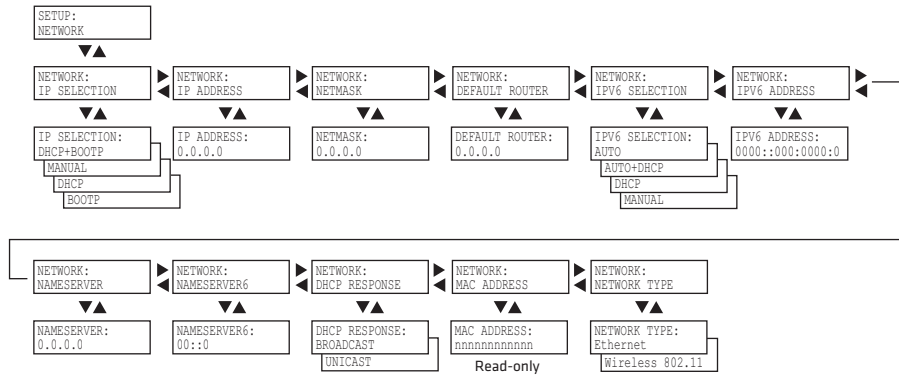 SETUP:
NETWORK
NETWORK:
IP SELECTION
NETWORK:
IP ADDRESS
NETWORK:
NETMASK
NETWORK:
DEFAULT ROUTER
NETWORK:
IPV6 SELECTION
NETWORK:
IPV6 ADDRESS
IP SELECTION:
DHCP+BOOTP
MANUAL
DHCP
BOOTP
IP ADDRESS:
0.0.0.0
NETMASK:
0.0.0.0
DEFAULT ROUTER:
0.0.0.0
IPV6 SELECTION:
AUTO
AUTO+DHCP
DHCP
MANUAL
IPV6 ADDRESS:
0000::000:0000:0
NETWORK:
NAMESERVER
NETWORK:
NAMESERVER6
NETWORK:
DHCP RESPONSE
NETWORK:
MAC ADDRESS
NETWORK:
NETWORK TYPE
NAMESERVER:
0.0.0.0
NAMESERVER6:
00::0
DHCP RESPONSE:
BROADCAST
UNICAST
MAC ADDRESS:
nnnnnnnnnnnn
Read-only
NETWORK TYPE:
Ethernet
Wireless 802.11